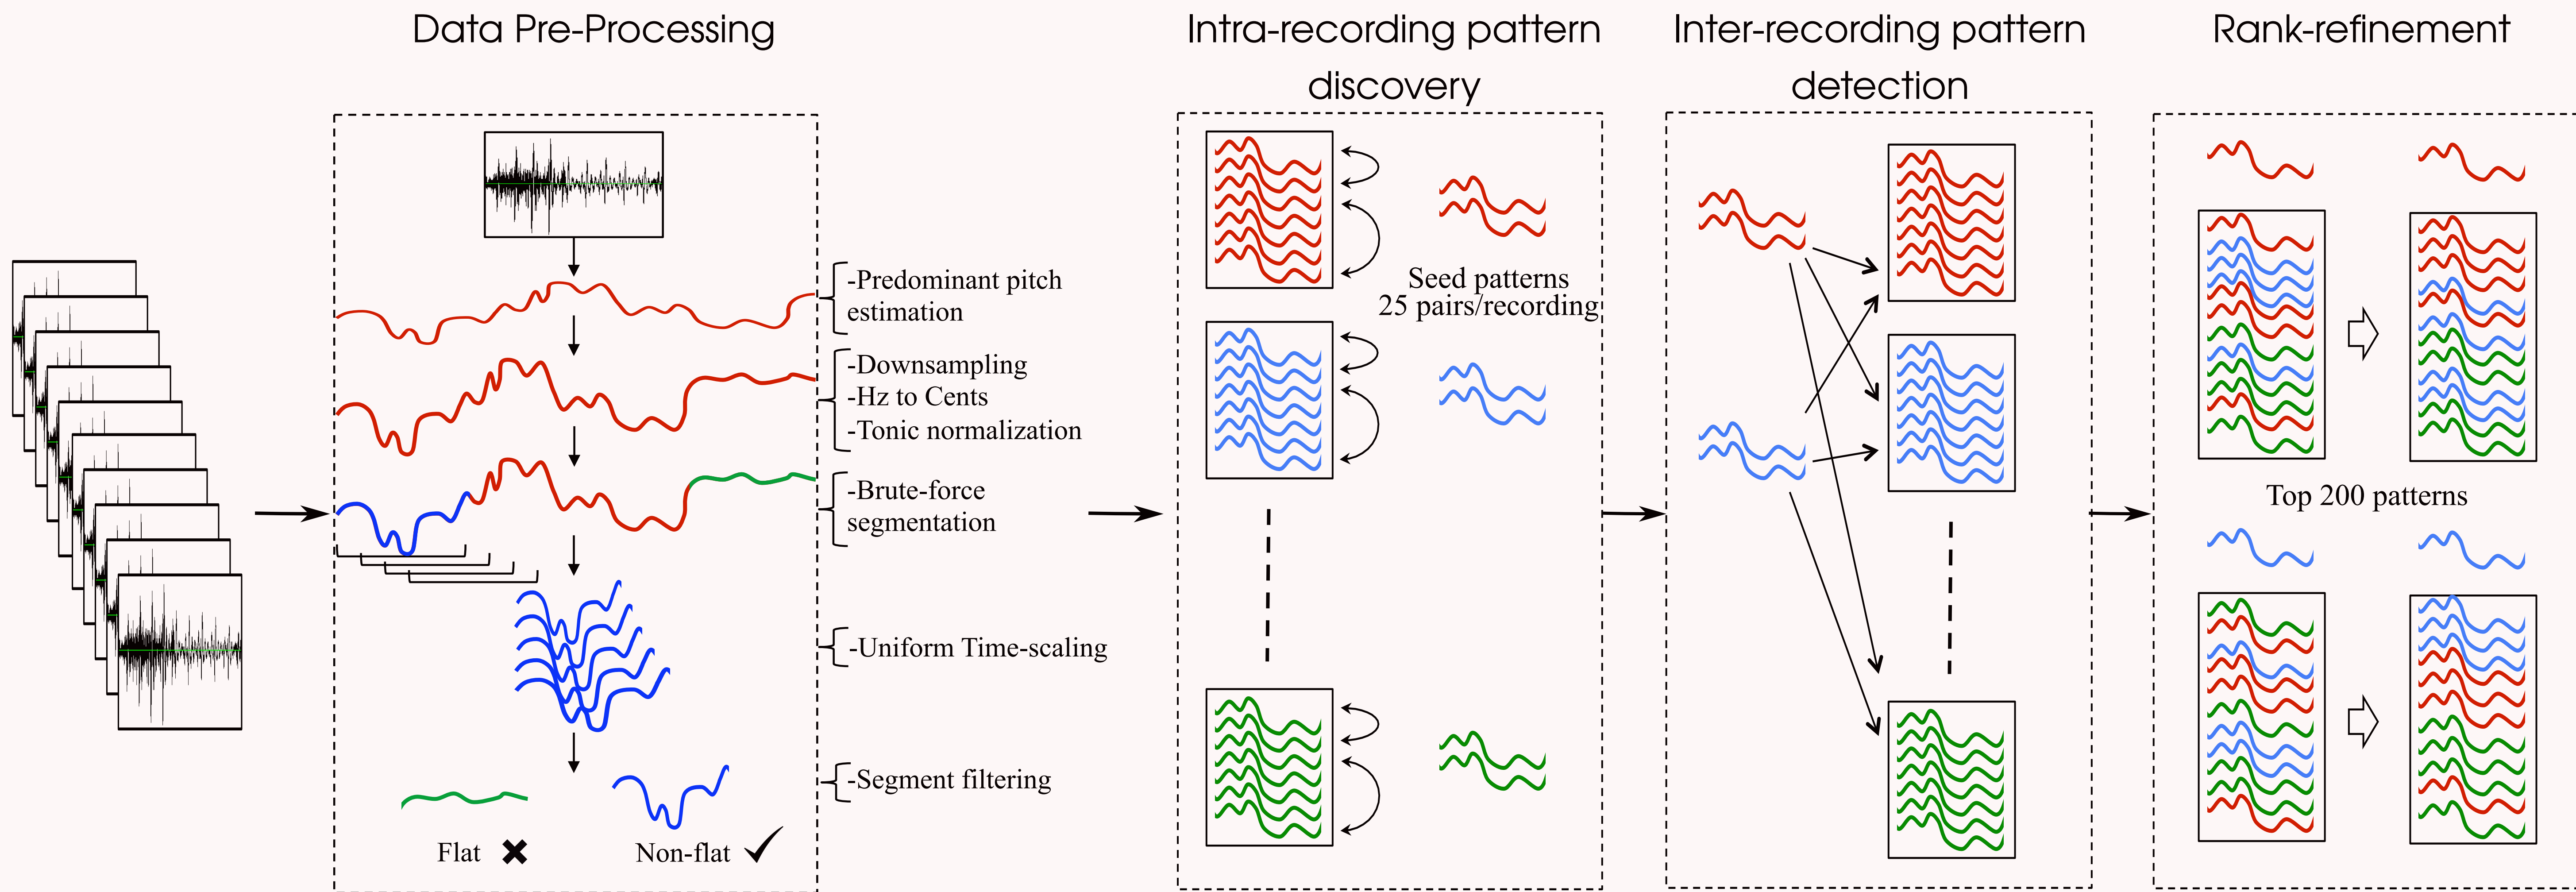 Data Pre-Processing
-Predominant pitch
estimation
-Downsampling
-Hz to Cents
-Tonic normalization
-Brute-force
segmentation
-Uniform Time-scaling
-Segment filtering
Flat
Non-flat
Intra-recording pattern
discovery
Seed patterns
25 pairs/recording
Inter-recording pattern
detection
Rank-refinement
Top 200 patterns